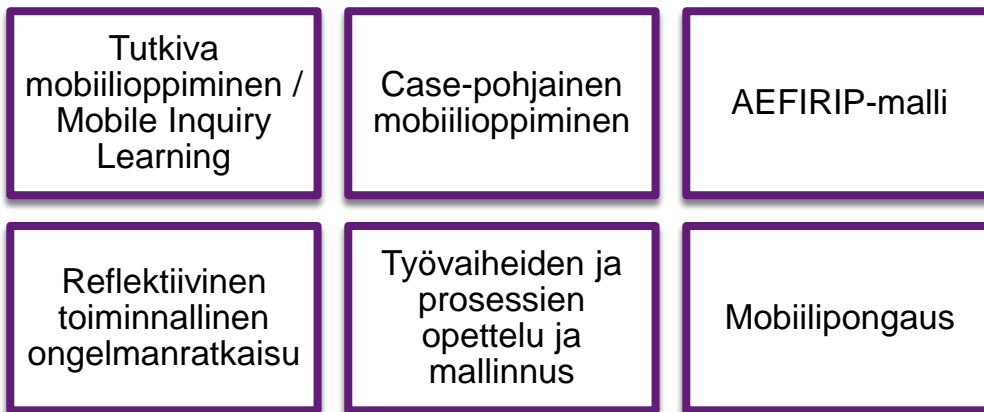 Tutkiva
mobiilioppiminen /
Mobile Inquiry
Learning
Case-pohjainen
mobiilioppiminen
AEFIRIP-malli
Reflektiivinen
toiminnallinen
ongelmanratkaisu
Työvaiheiden ja
prosessien
opettelu ja
mallinnus
Mobiilipongaus